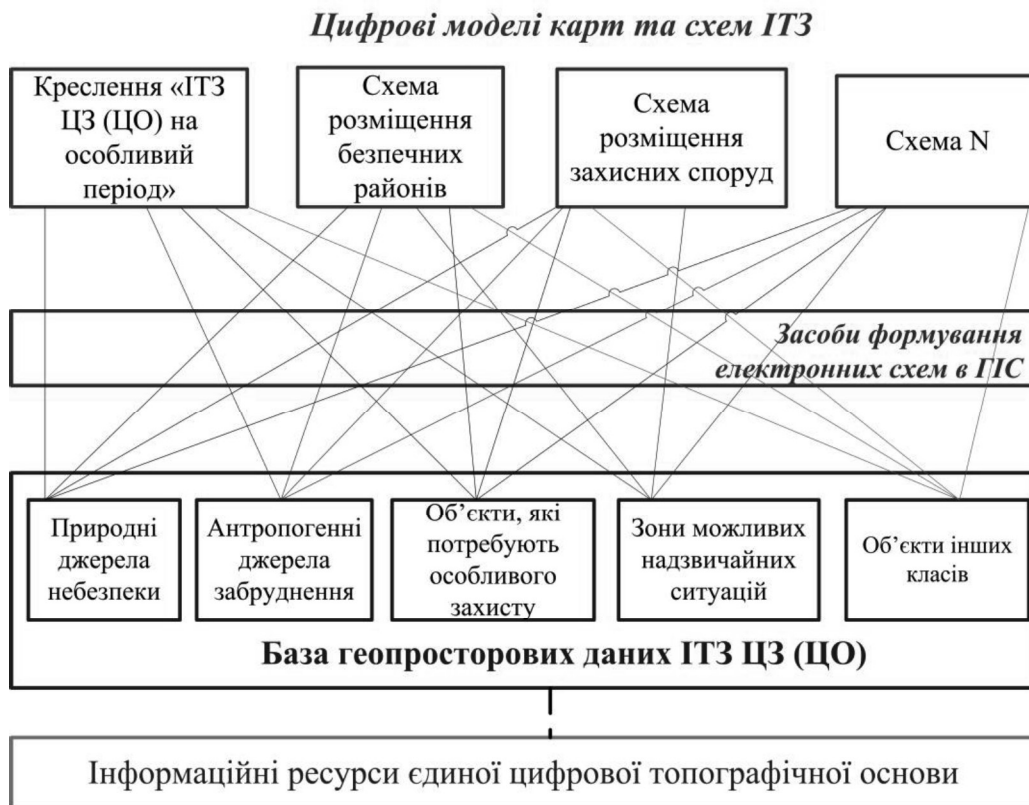 Цифрові моделі карт та схем ІТЗ
Креслення «ІТЗ
ЦЗ (ЦО) на
особливий
період»
Схема
розміщення
безпечних
районів
Схема
розміщення
захисних споруд
Схема N
Засоби формування
електронних схем в ГІС
Природні
джерела
небезпеки
Антропогенні
джерела
забруднення
Об’єкти, які
потребують
особливого
захисту
Зони можливих
надзвичайних
ситуацій
Об’єкти інших
класів
База геопросторових даних ІТЗ ЦЗ (ЦО)
Інформаційні ресурси єдиної цифрової топографічної основи